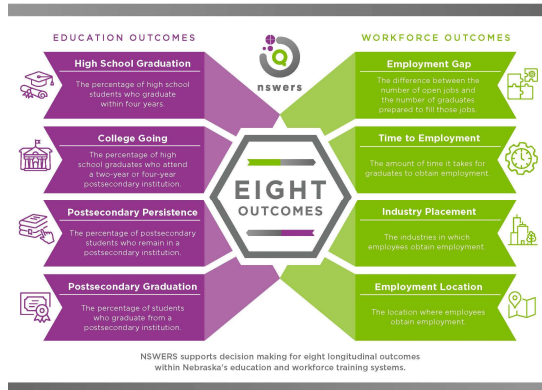 EDUCATION OUTCOMES
High School Graduation
The percentage of high school
students who graduate
within four years.
College Going
The percentage of high
school graduates who attend
a two-year or four-year
postsecondary institution.
Postsecondary Persistence
The percentage of postsecondary
students who remain in a
postsecondary institution.
Postsecondary Graduation
The percentage of students
who graduate from a
postsecondary institution.
nswers
EIGHT
OUTCOMES
WORKFORCE OUTCOMES
Employment Gap
The difference between the
number of open jobs and
the number of graduates
prepared to fill those jobs.
Time to Employment
The amount of time it takes for
graduates to obtain employment.
Industry Placement
The industries in which
employees obtain employment.
Employment Location
The location where employees
obtain employment.
NSWERS supports decision making for eight longitudinal outcomes
within Nebraska's education and workforce training systems.